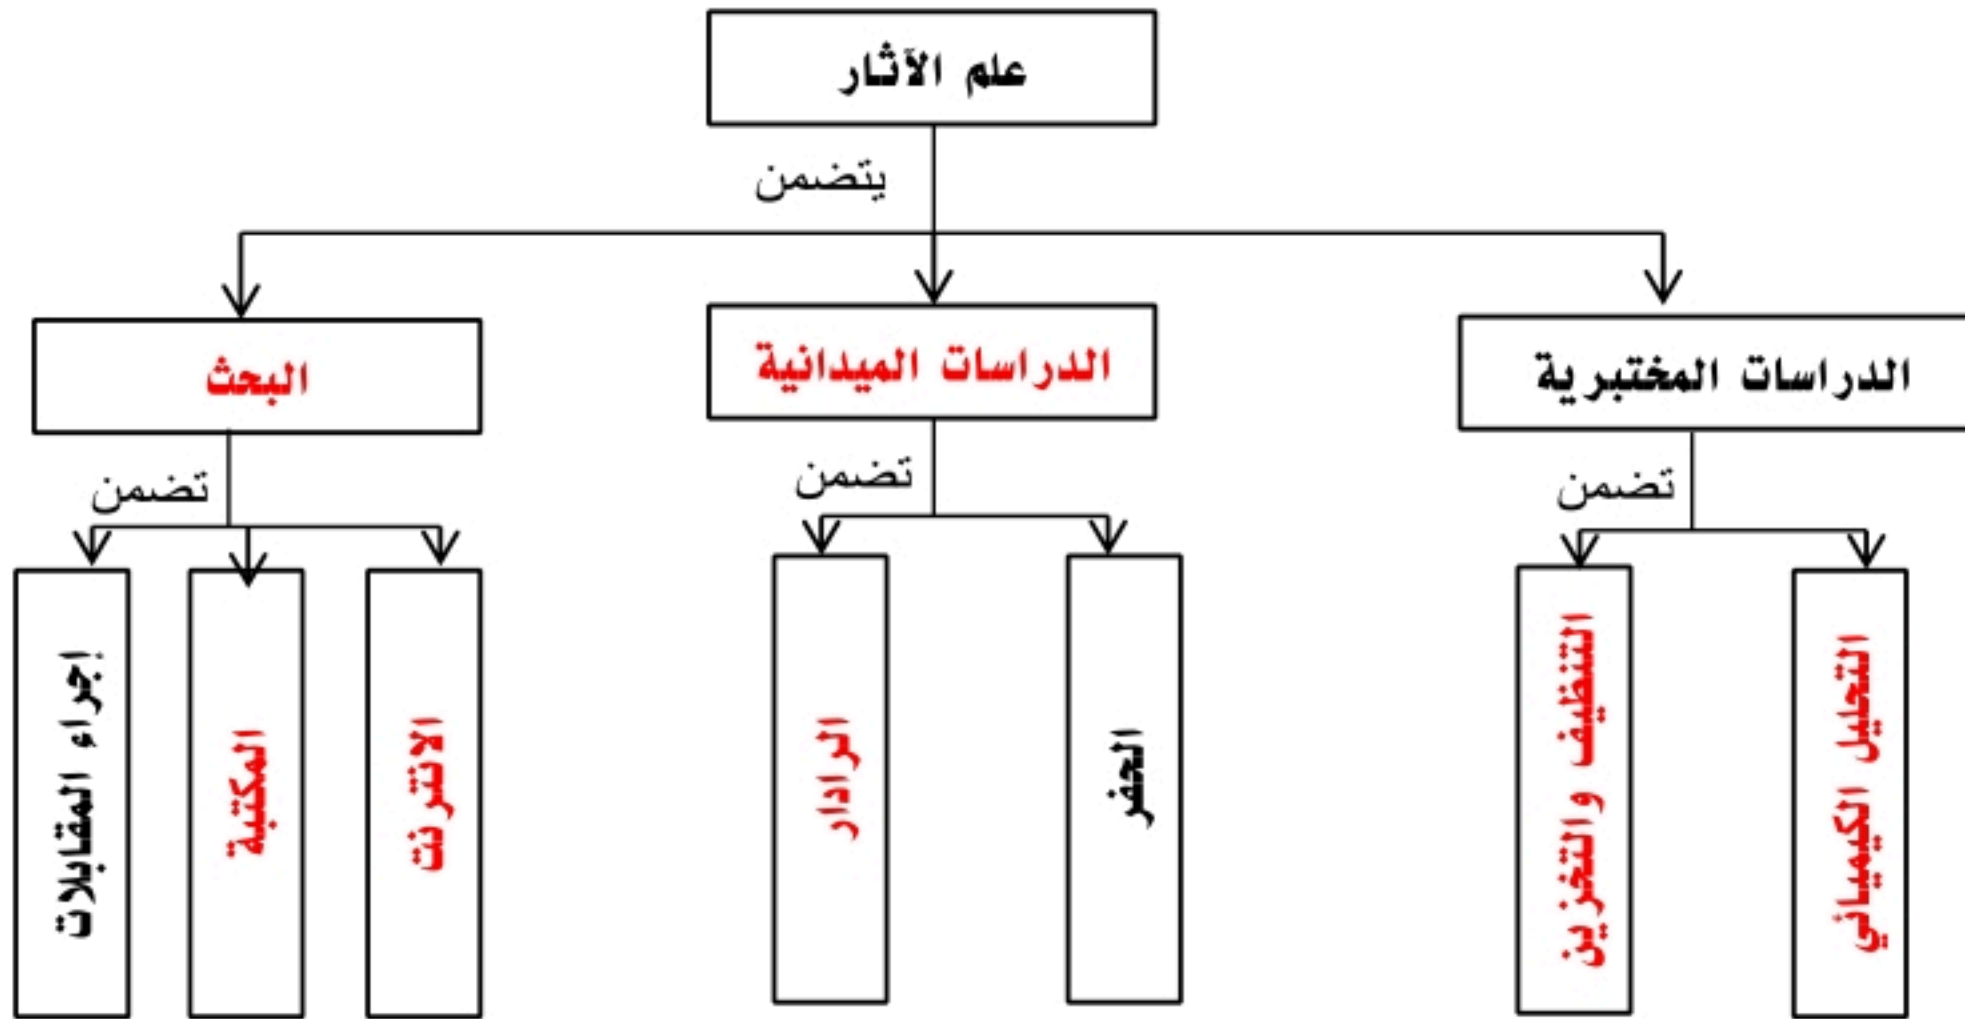 علم الآثار
يتضمن
الدراسات المختبرية
الدراسات الميدانية
البحث
تضمن
تضمن
تضمن
التحليل الكيميائي
التنظيف والتخزين
الحفر
الرادار
الانترنت
المكتبة
إجراء المقابلات